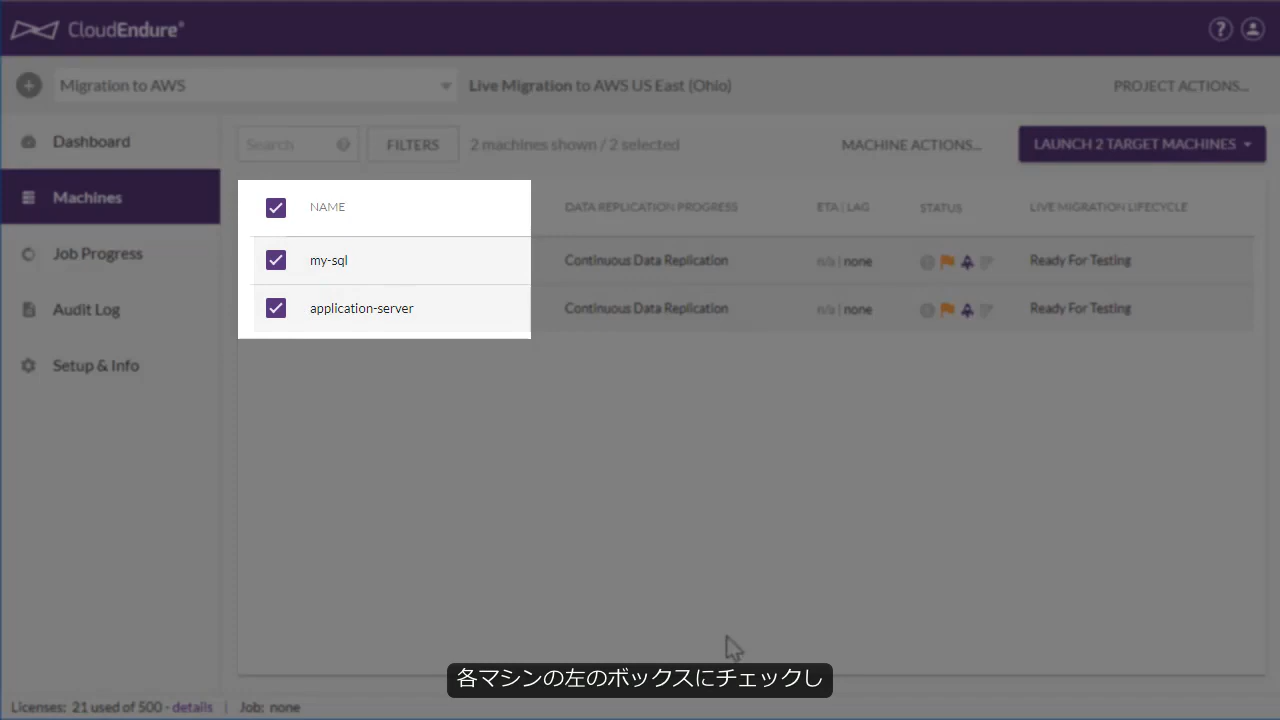 CloudEndure®
Migration to AWS
Live Migration to AWS US East (Ohio)
PROJECT ACTIONS...
Dashboard
Machines
Job Progress
Audit Log
Setup & Info
Search
FILTERS
2 machines shown / 2 selected
MACHINE ACTIONS...
LAUNCH 2 TARGET MACHINES
NAME DATA REPLICATION PROGRESS ETA | LAG STATUS LIVE MIGRATION LIFECYCLE
my-sql Continuous Data Replication n/a | none Ready For Testing
application-server Continuous Data Replication n/a | none Ready For Testing
各マシンの左のボックスにチェックし
Licenses: 21 used of 500 - details | Job: none